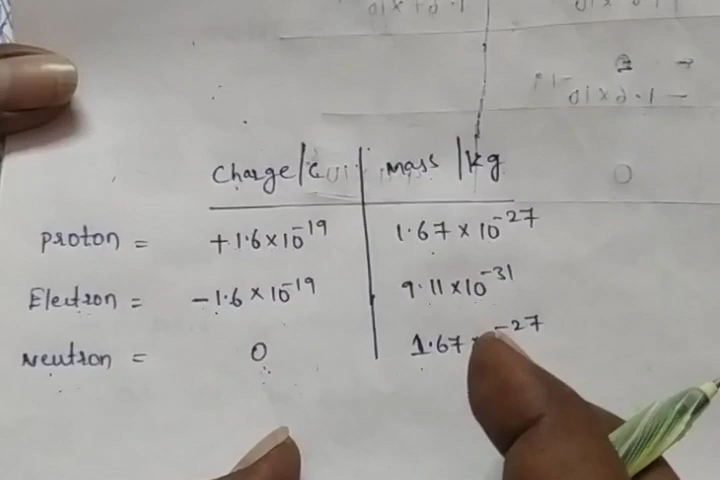 Charge/C | Mass /kg
Proton = +1.6×10⁻¹⁹ | 1.67 × 10⁻²⁷
Electron = −1.6 × 10⁻¹⁹ | 9.11 ×10⁻³¹
Neutron = 0 | 1.67 ⁻²⁷